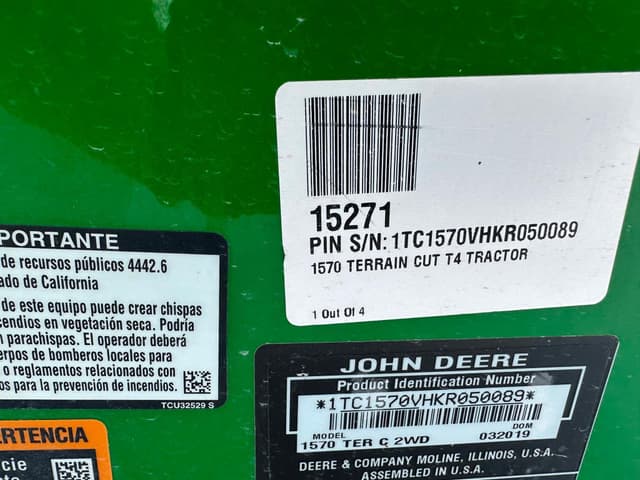 15271
PIN S/N: 1TC1570VHKR050089
1570 TERRAIN CUT T4 TRACTOR
1 Out Of 4
PORTANTE
de recursos públicos 4442.6
ado de California
de este equipo puede crear chispas
cendios en vegetación seca. Podría
n parachispas. El operador deberá
erpos de bomberos locales para
o reglamentos relacionados con
os para la prevención de incendios.
TCU32529 S
ERTENCIA
cie
JOHN DEERE
Product Identification Number
*1TC1570VHKR050089*
MODEL
1570 TER C 2WD 032019
DEERE & COMPANY MOLINE, ILLINOIS, U.S.A.
ASSEMBLED IN U.S.A.